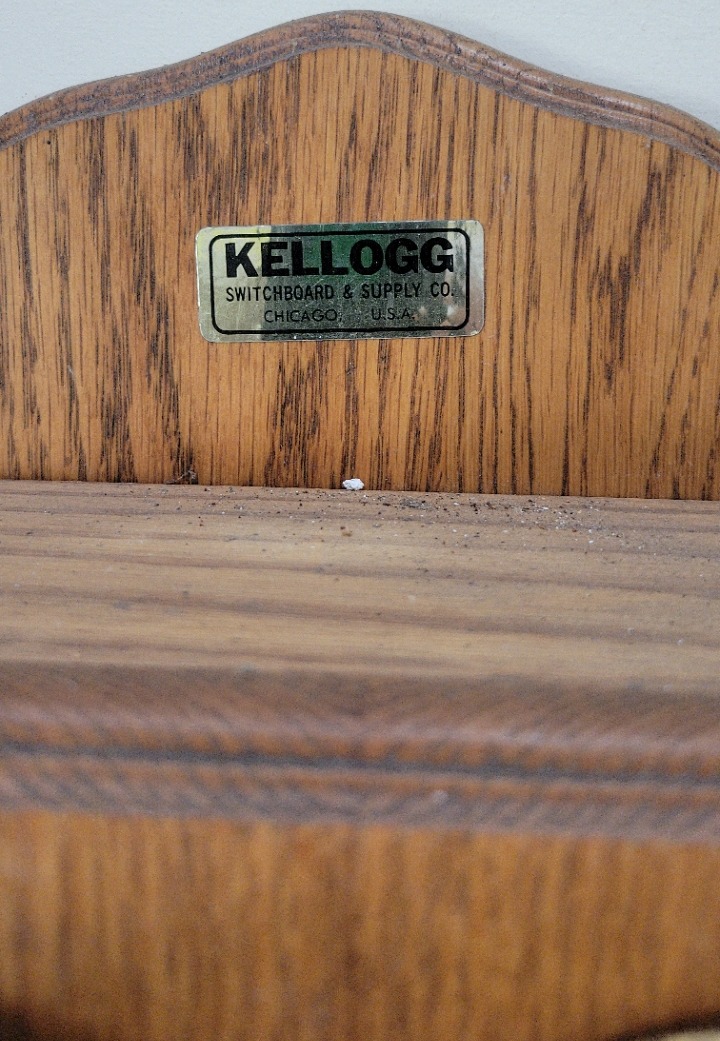 KELLOGG
SWITCHBOARD & SUPPLY CO.
CHICAGO, U.S.A.